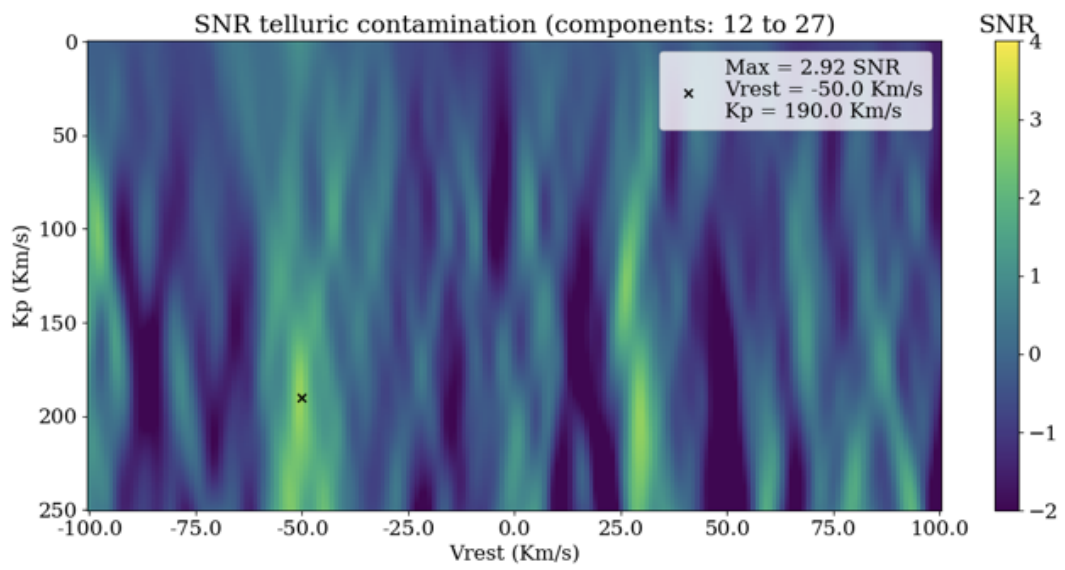 SNR telluric contamination (components: 12 to 27)
SNR
Max = 2.92 SNR
Vrest = -50.0 Km/s
Kp = 190.0 Km/s
Kp (Km/s)
0
50
100
150
200
250
-100.0 -75.0 -50.0 -25.0 0.0 25.0 50.0 75.0 100.0
Vrest (Km/s)
4
3
2
1
0
−1
−2